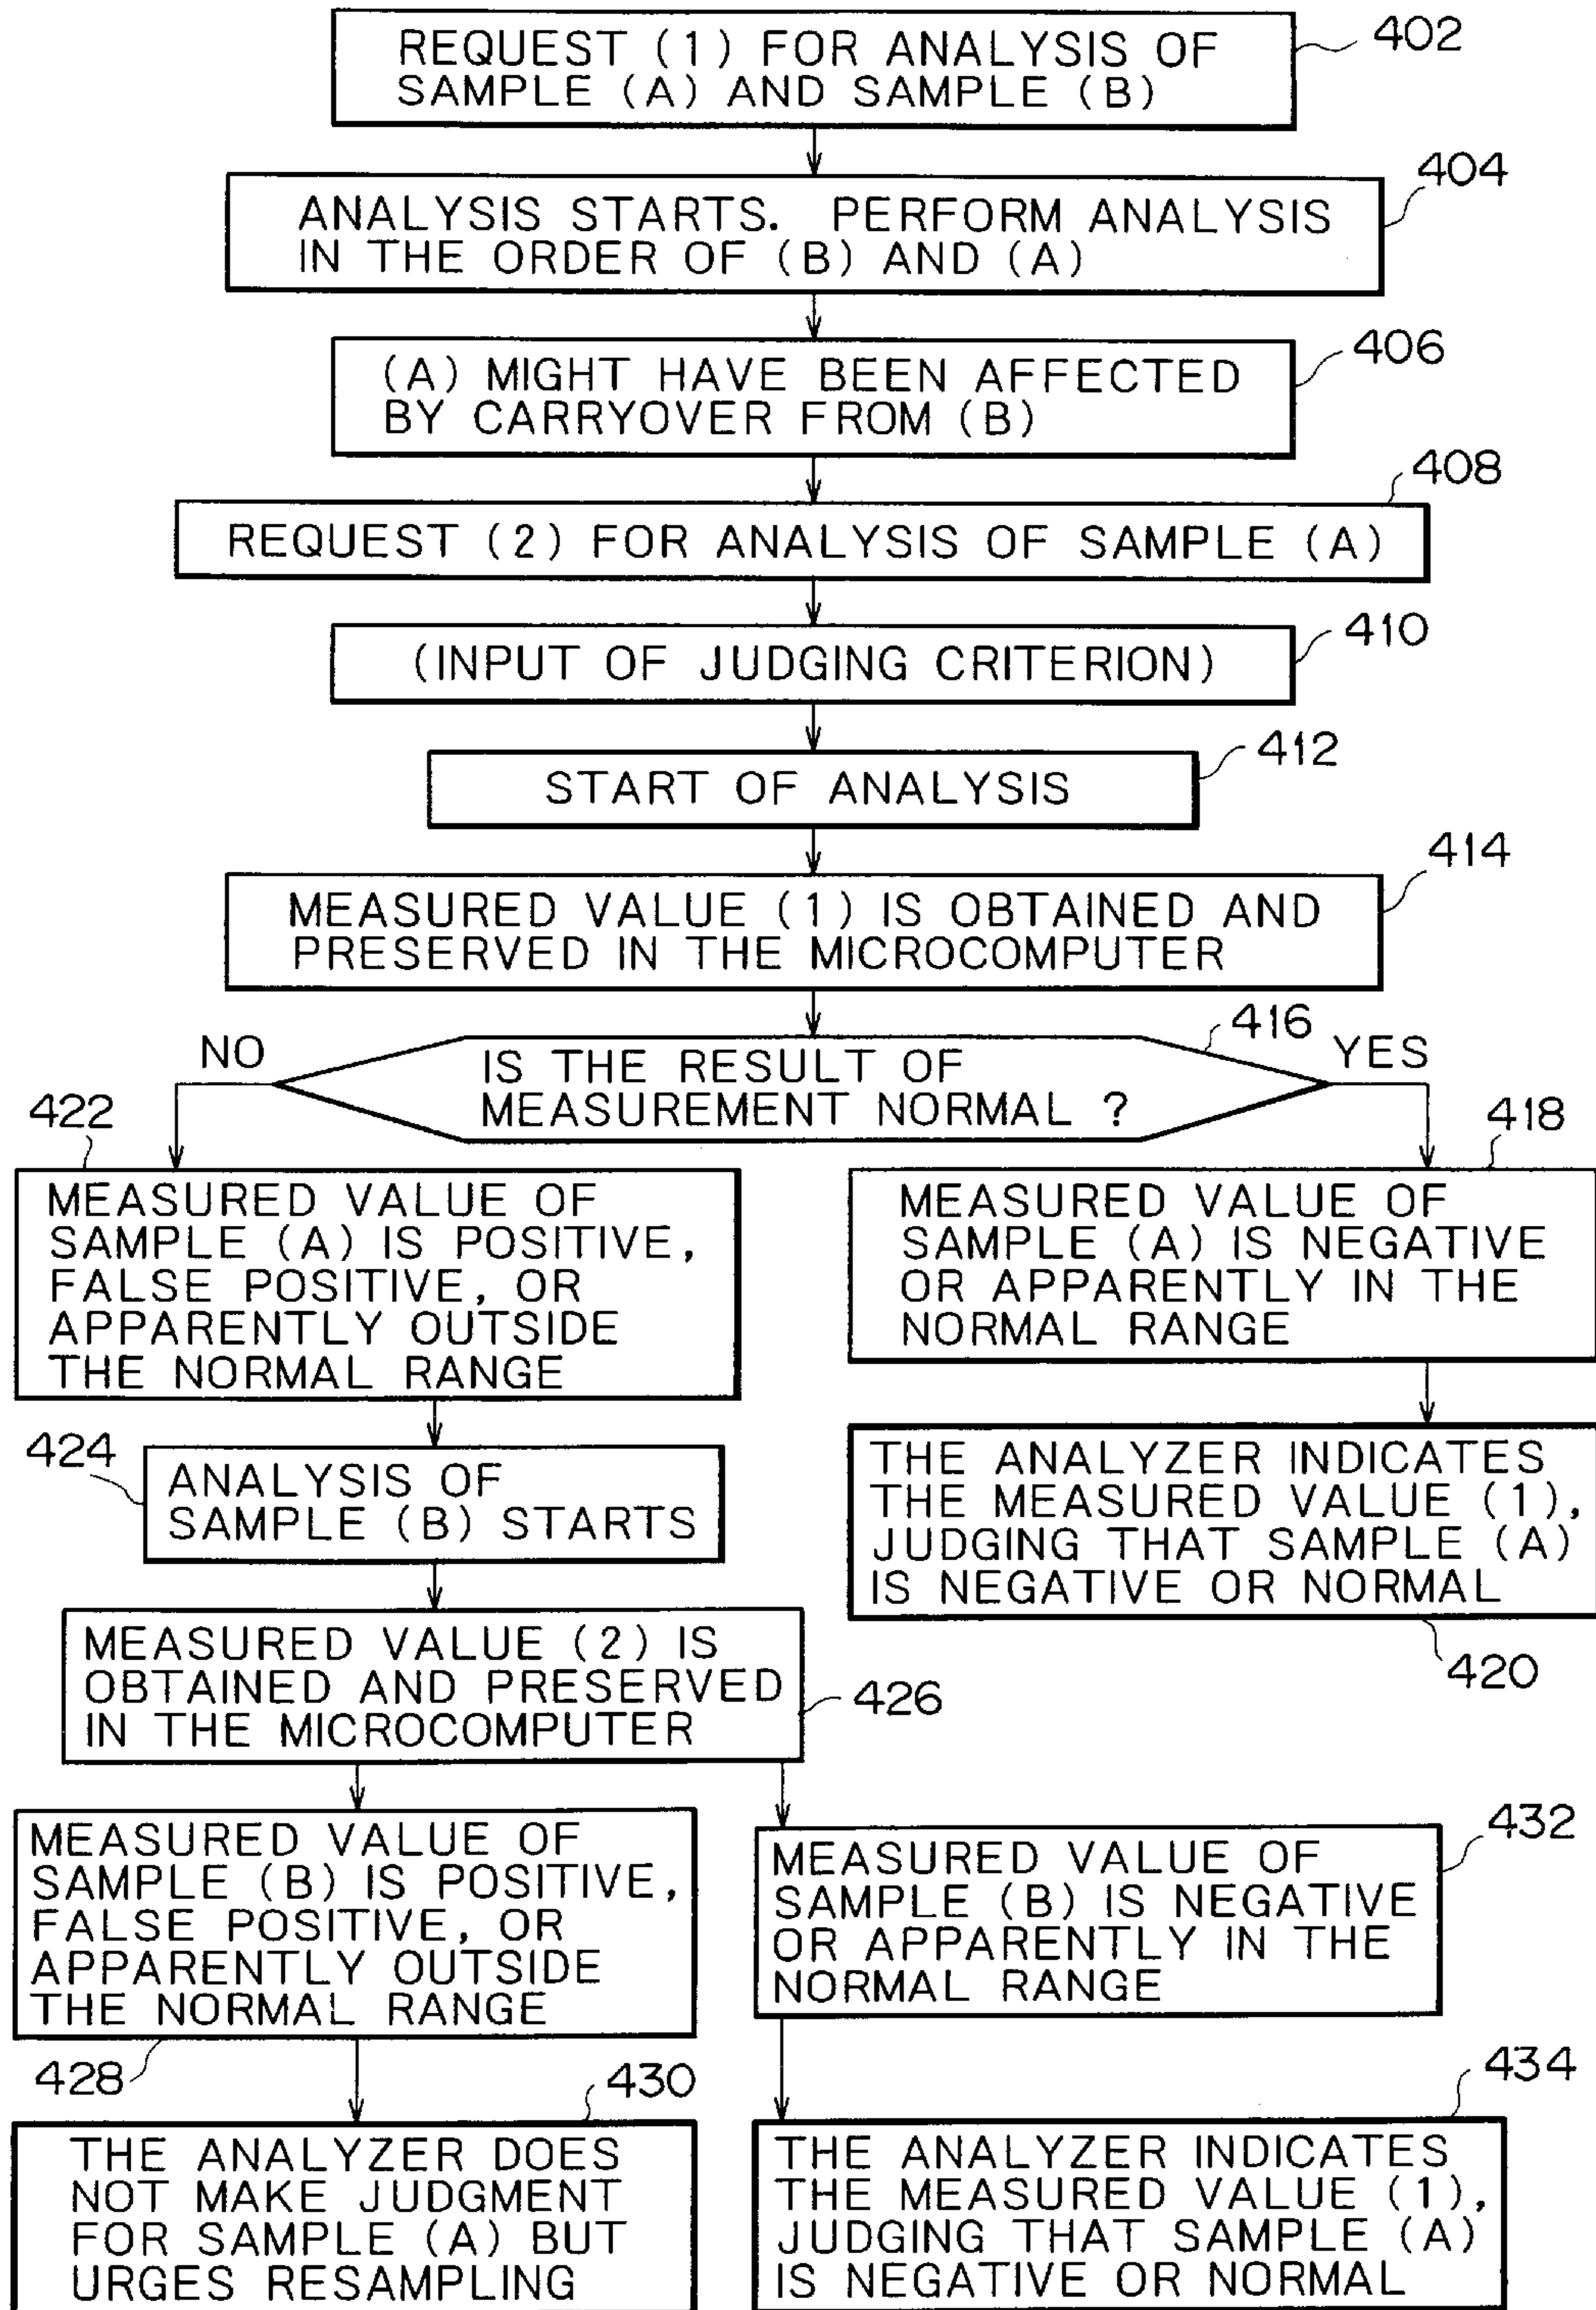 REQUEST (1) FOR ANALYSIS OF
SAMPLE (A) AND SAMPLE (B)
402
ANALYSIS STARTS. PERFORM ANALYSIS
IN THE ORDER OF (B) AND (A)
404
(A) MIGHT HAVE BEEN AFFECTED
BY CARRYOVER FROM (B)
406
REQUEST (2) FOR ANALYSIS OF SAMPLE (A)
408
(INPUT OF JUDGING CRITERION)
410
START OF ANALYSIS
412
MEASURED VALUE (1) IS OBTAINED AND
PRESERVED IN THE MICROCOMPUTER
414
IS THE RESULT OF
MEASUREMENT NORMAL ?
416
NO
YES
422
MEASURED VALUE OF
SAMPLE (A) IS POSITIVE,
FALSE POSITIVE, OR
APPARENTLY OUTSIDE
THE NORMAL RANGE
418
MEASURED VALUE OF
SAMPLE (A) IS NEGATIVE
OR APPARENTLY IN THE
NORMAL RANGE
424
ANALYSIS OF
SAMPLE (B) STARTS
THE ANALYZER INDICATES
THE MEASURED VALUE (1),
JUDGING THAT SAMPLE (A)
IS NEGATIVE OR NORMAL
420
MEASURED VALUE (2) IS
OBTAINED AND PRESERVED
IN THE MICROCOMPUTER
426
MEASURED VALUE OF
SAMPLE (B) IS POSITIVE,
FALSE POSITIVE, OR
APPARENTLY OUTSIDE
THE NORMAL RANGE
428
432
MEASURED VALUE OF
SAMPLE (B) IS NEGATIVE
OR APPARENTLY IN THE
NORMAL RANGE
430
THE ANALYZER DOES
NOT MAKE JUDGMENT
FOR SAMPLE (A) BUT
URGES RESAMPLING
434
THE ANALYZER INDICATES
THE MEASURED VALUE (1),
JUDGING THAT SAMPLE (A)
IS NEGATIVE OR NORMAL